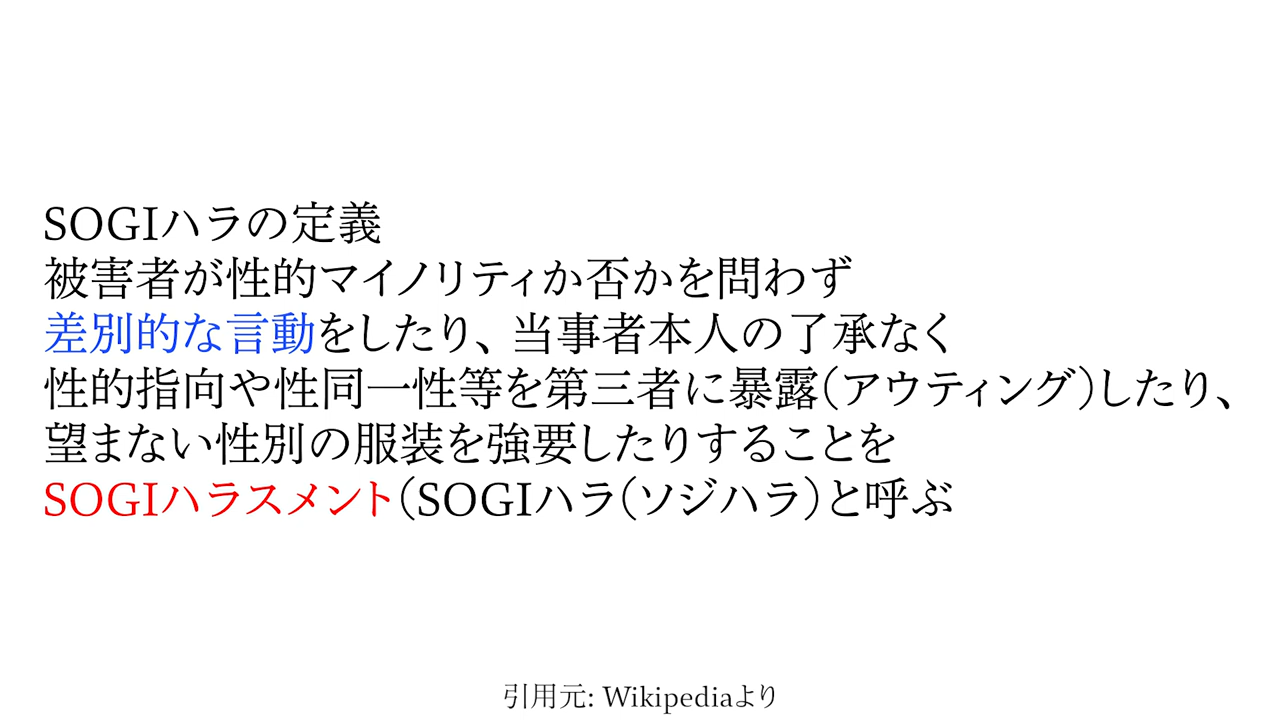 SOGIハラの定義
被害者が性的マイノリティか否かを問わず
差別的な言動をしたり、当事者本人の了承なく
性的指向や性同一性等を第三者に暴露(アウティング)したり、
望まない性別の服装を強要したりすることを
SOGIハラスメント(SOGIハラ(ソジハラ)と呼ぶ
引用元: Wikipediaより